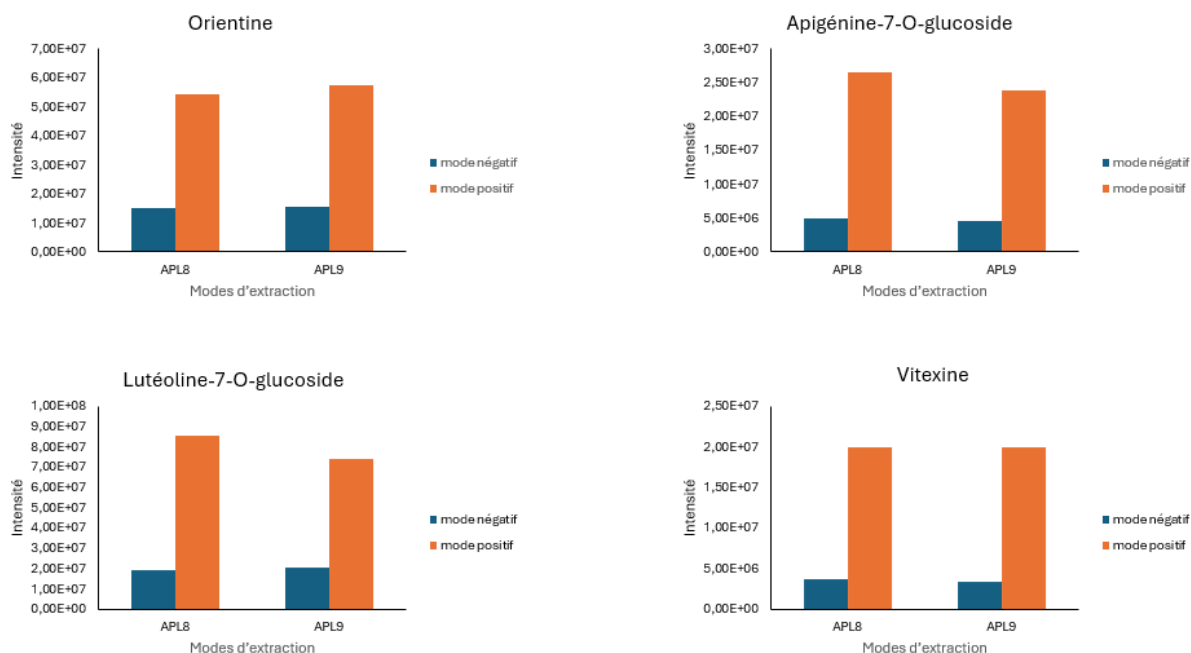 Orientine
7,00E+07
6,00E+07
5,00E+07
4,00E+07
3,00E+07
2,00E+07
1,00E+07
0,00E+00
Intensité
APL8 APL9
Modes d'extraction
mode négatif
mode positif
Apigénine-7-O-glucoside
3,00E+07
2,50E+07
2,00E+07
1,50E+07
1,00E+07
5,00E+06
0,00E+00
Intensité
APL8 APL9
Modes d'extraction
mode négatif
mode positif
Lutéoline-7-O-glucoside
1,00E+08
9,00E+07
8,00E+07
7,00E+07
6,00E+07
5,00E+07
4,00E+07
3,00E+07
2,00E+07
1,00E+07
0,00E+00
Intensité
APL8 APL9
Modes d'extraction
mode négatif
mode positif
Vitexine
2,50E+07
2,00E+07
1,50E+07
1,00E+07
5,00E+06
0,00E+00
Intensité
APL8 APL9
Modes d'extraction
mode négatif
mode positif